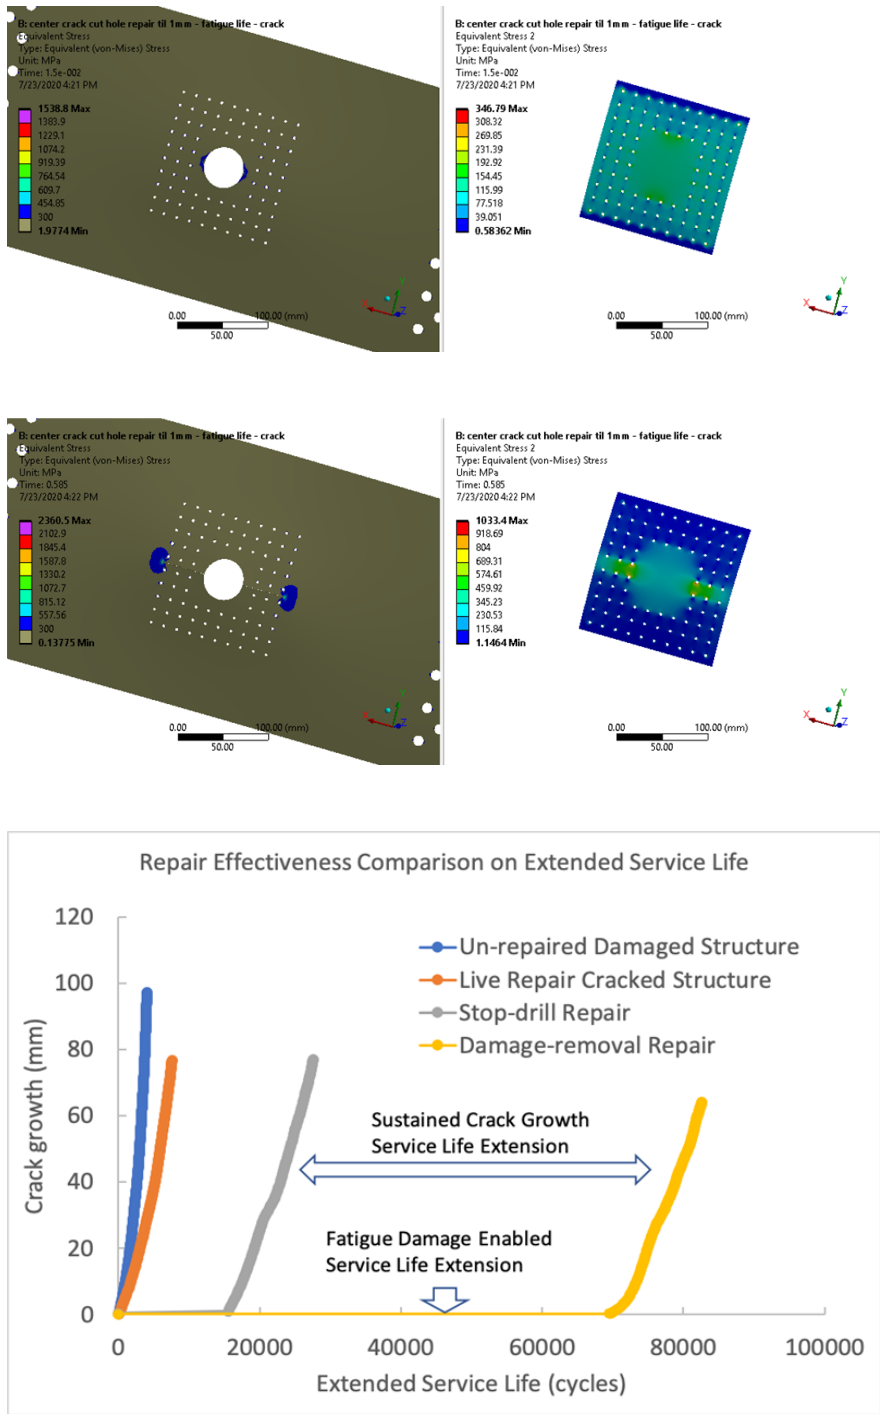 B: center crack cut hole repair til 1mm - fatigue life - crack
Equivalent Stress
Type: Equivalent (von-Mises) Stress
Unit: MPa
Time: 1.5e-002
7/23/2020 4:21 PM
1538.8 Max
1383.9
1229.1
1074.2
919.39
764.54
609.7
454.85
300
1.9774 Min
0.00
100.00 (mm)
50.00
X
Y
Z
B: center crack cut hole repair til 1mm - fatigue life - crack
Equivalent Stress 2
Type: Equivalent (von-Mises) Stress
Unit: MPa
Time: 1.5e-002
7/23/2020 4:21 PM
346.79 Max
308.32
269.85
231.39
192.92
154.45
115.99
77.518
39.051
0.58362 Min
0.00
100.00 (mm)
50.00
X
Y
Z
B: center crack cut hole repair til 1mm - fatigue life - crack
Equivalent Stress
Type: Equivalent (von-Mises) Stress
Unit: MPa
Time: 0.585
7/23/2020 4:22 PM
2360.5 Max
2102.9
1845.4
1587.8
1330.2
1072.7
815.12
557.56
300
0.13775 Min
0.00
100.00 (mm)
50.00
X
Y
Z
B: center crack cut hole repair til 1mm - fatigue life - crack
Equivalent Stress 2
Type: Equivalent (von-Mises) Stress
Unit: MPa
Time: 0.585
7/23/2020 4:22 PM
1033.4 Max
918.69
804
689.31
574.61
459.92
345.23
230.53
115.84
1.1464 Min
0.00
100.00 (mm)
50.00
X
Y
Z
Repair Effectiveness Comparison on Extended Service Life
Crack growth (mm)
120
100
80
60
40
20
0
Un-repaired Damaged Structure
Live Repair Cracked Structure
Stop-drill Repair
Damage-removal Repair
Sustained Crack Growth
Service Life Extension
Fatigue Damage Enabled
Service Life Extension
0 20000 40000 60000 80000 100000
Extended Service Life (cycles)